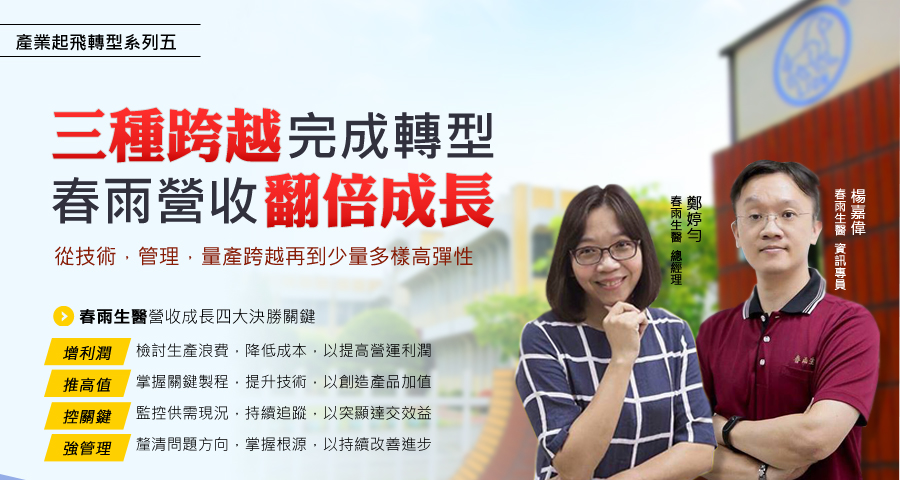 產業起飛轉型系列五
三種跨越完成轉型
春雨營收翻倍成長
從技術，管理，量產跨越再到少量多樣高彈性
春雨生醫營收成長四大決勝關鍵
增利潤 檢討生產浪費，降低成本，以提高營運利潤
推高值 掌握關鍵製程，提升技術，以創造產品加值
控關鍵 監控供需現況，持續追蹤，以突顯達交效益
強管理 釐清問題方向，掌握根源，以持續改善進步
鄭婷勻
春雨生醫 總經理
楊嘉偉
春雨生醫 資訊專員